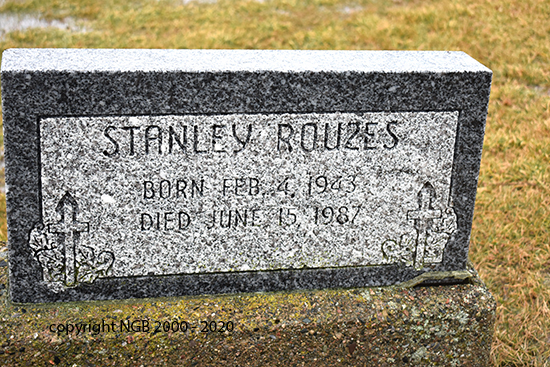 STANLEY ROUZES
BORN FEB. 4, 1943
DIED JUNE 15, 1987
copyright NGB 2000 - 2020